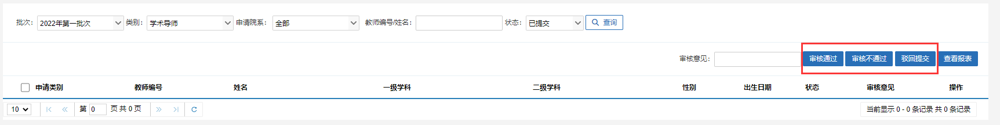 批次: 2022年第一批次 类别: 学术导师 申请院系: 全部 教师编号/姓名: 状态: 已提交 查询
审核意见: 审核通过 审核不通过 驳回提交 查看报表
申请类别 教师编号 姓名 一级学科 二级学科 性别 出生日期 状态 审核意见 操作
10 第 0 页 共 0 页 当前显示 0 - 0 条记录 共 0 条记录